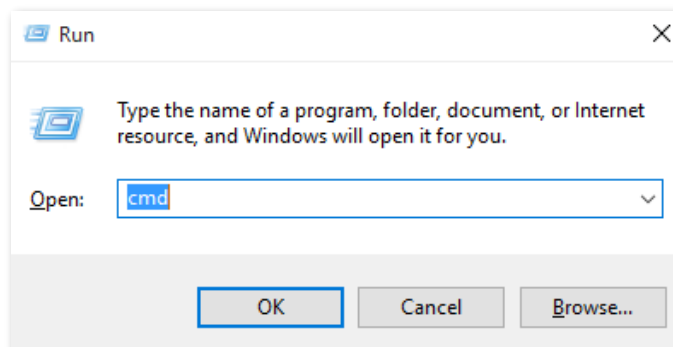 Run
Type the name of a program, folder, document, or Internet
resource, and Windows will open it for you.
Open: cmd
OK Cancel Browse...